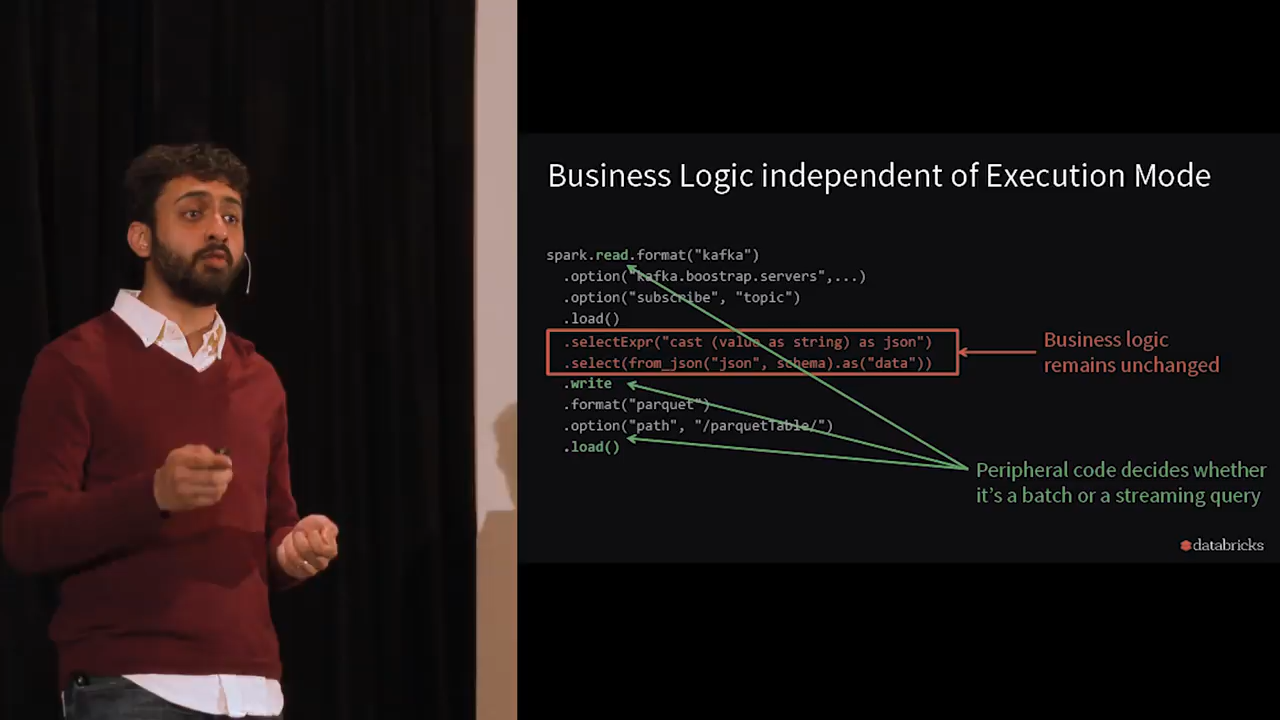 Business Logic independent of Execution Mode
spark.read.format("kafka")
.option("kafka.boostrap.servers",...)
.option("subscribe", "topic")
.load()
.selectExpr("cast (value as string) as json")
.select(from_json("json", schema).as("data"))
.write
.format("parquet")
.option("path", "/parquetTable/")
.load()
Business logic
remains unchanged
Peripheral code decides whether
it's a batch or a streaming query
databricks